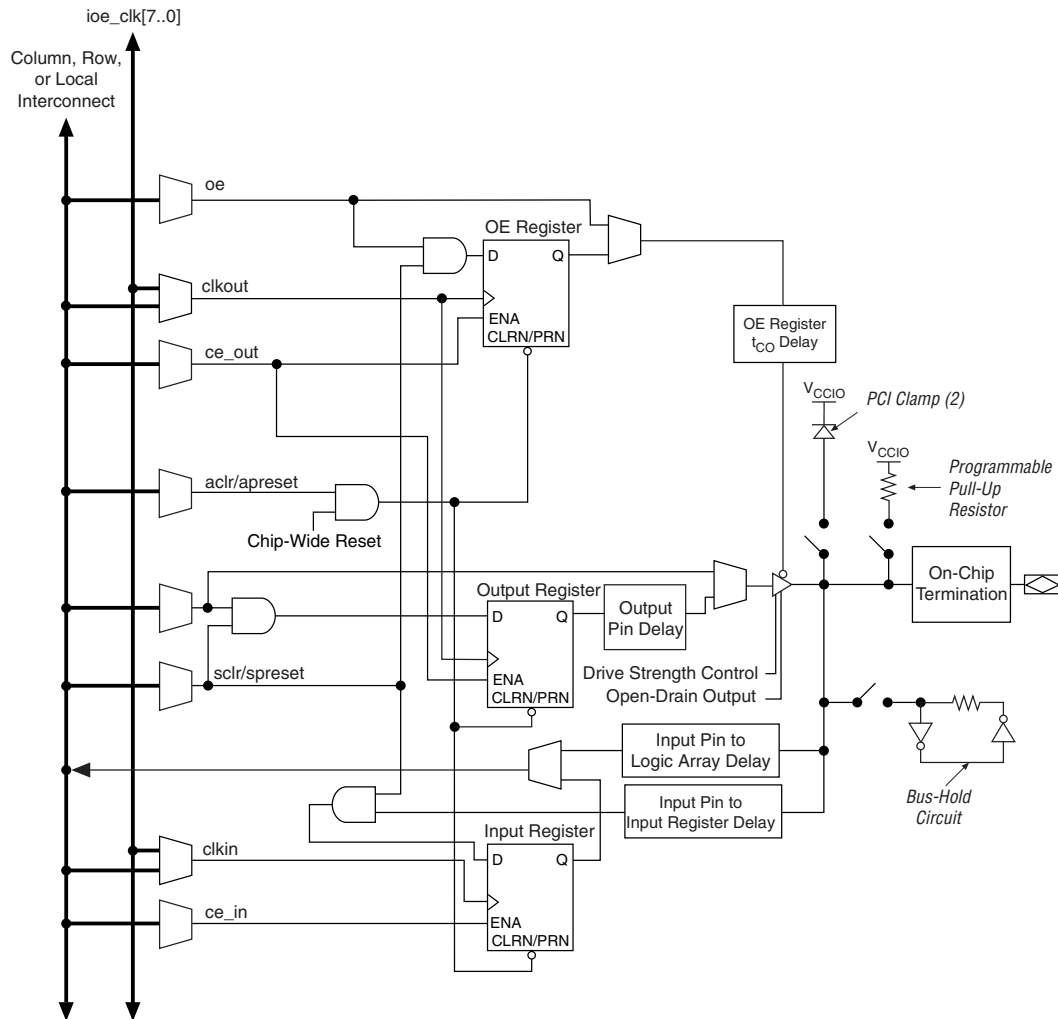 ioe_clk[7..0]
Column, Row,
or Local
Interconnect
oe
OE Register
D Q
clkout
ENA
CLRN/PRN
ce_out
OE Register
tCO Delay
VCCIO
PCI Clamp (2)
VCCIO
Programmable
Pull-Up
Resistor
aclr/apreset
Chip-Wide Reset
Output Register
D Q
ENA
CLRN/PRN
Output
Pin Delay
On-Chip
Termination
sclr/spreset
Drive Strength Control
Open-Drain Output
Input Pin to
Logic Array Delay
Input Pin to
Input Register Delay
Bus-Hold
Circuit
Input Register
D Q
clkin
ENA
CLRN/PRN
ce_in